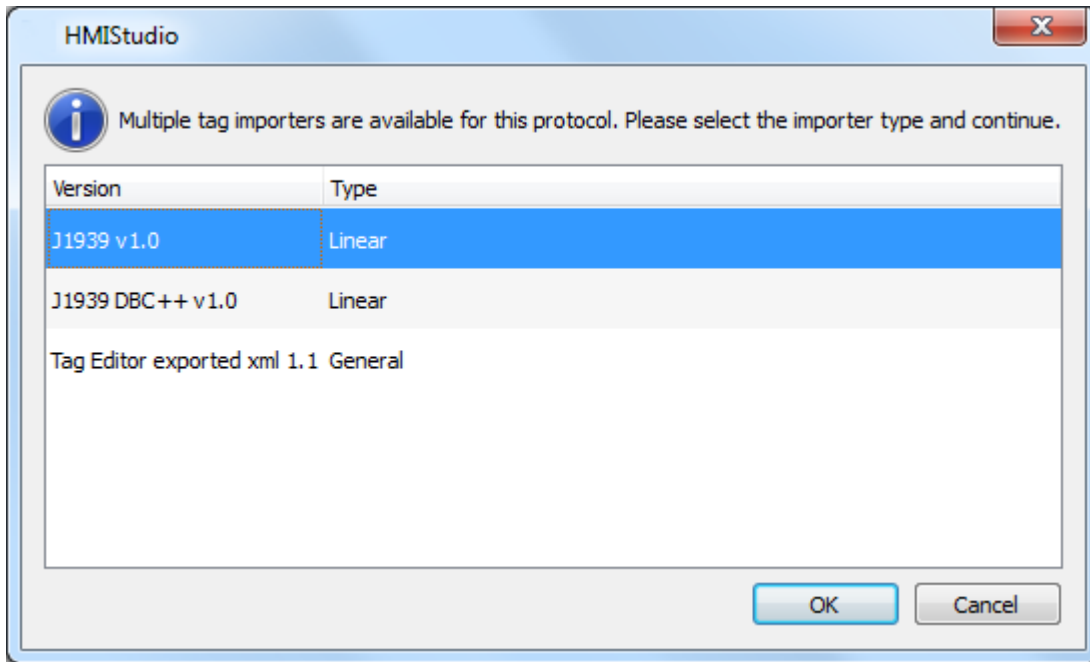 HMIStudio
Multiple tag importers are available for this protocol. Please select the importer type and continue.
Version Type
J1939 v1.0 Linear
J1939 DBC++ v1.0 Linear
Tag Editor exported xml 1.1 General
OK Cancel